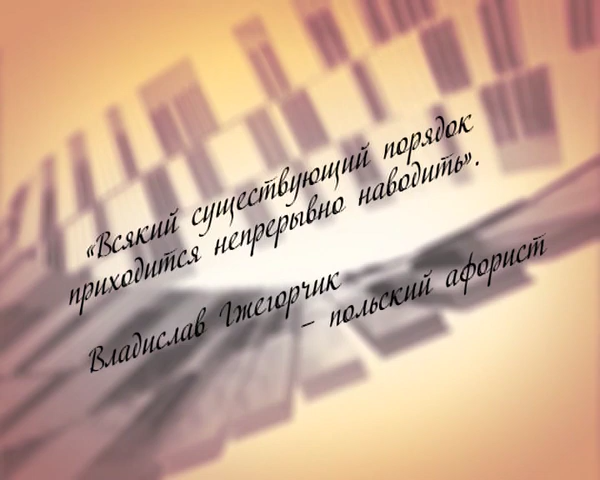 «Всякий существующий порядок
приходится непрерывно наводить».
Владислав Гжегорчик
– польский афорист